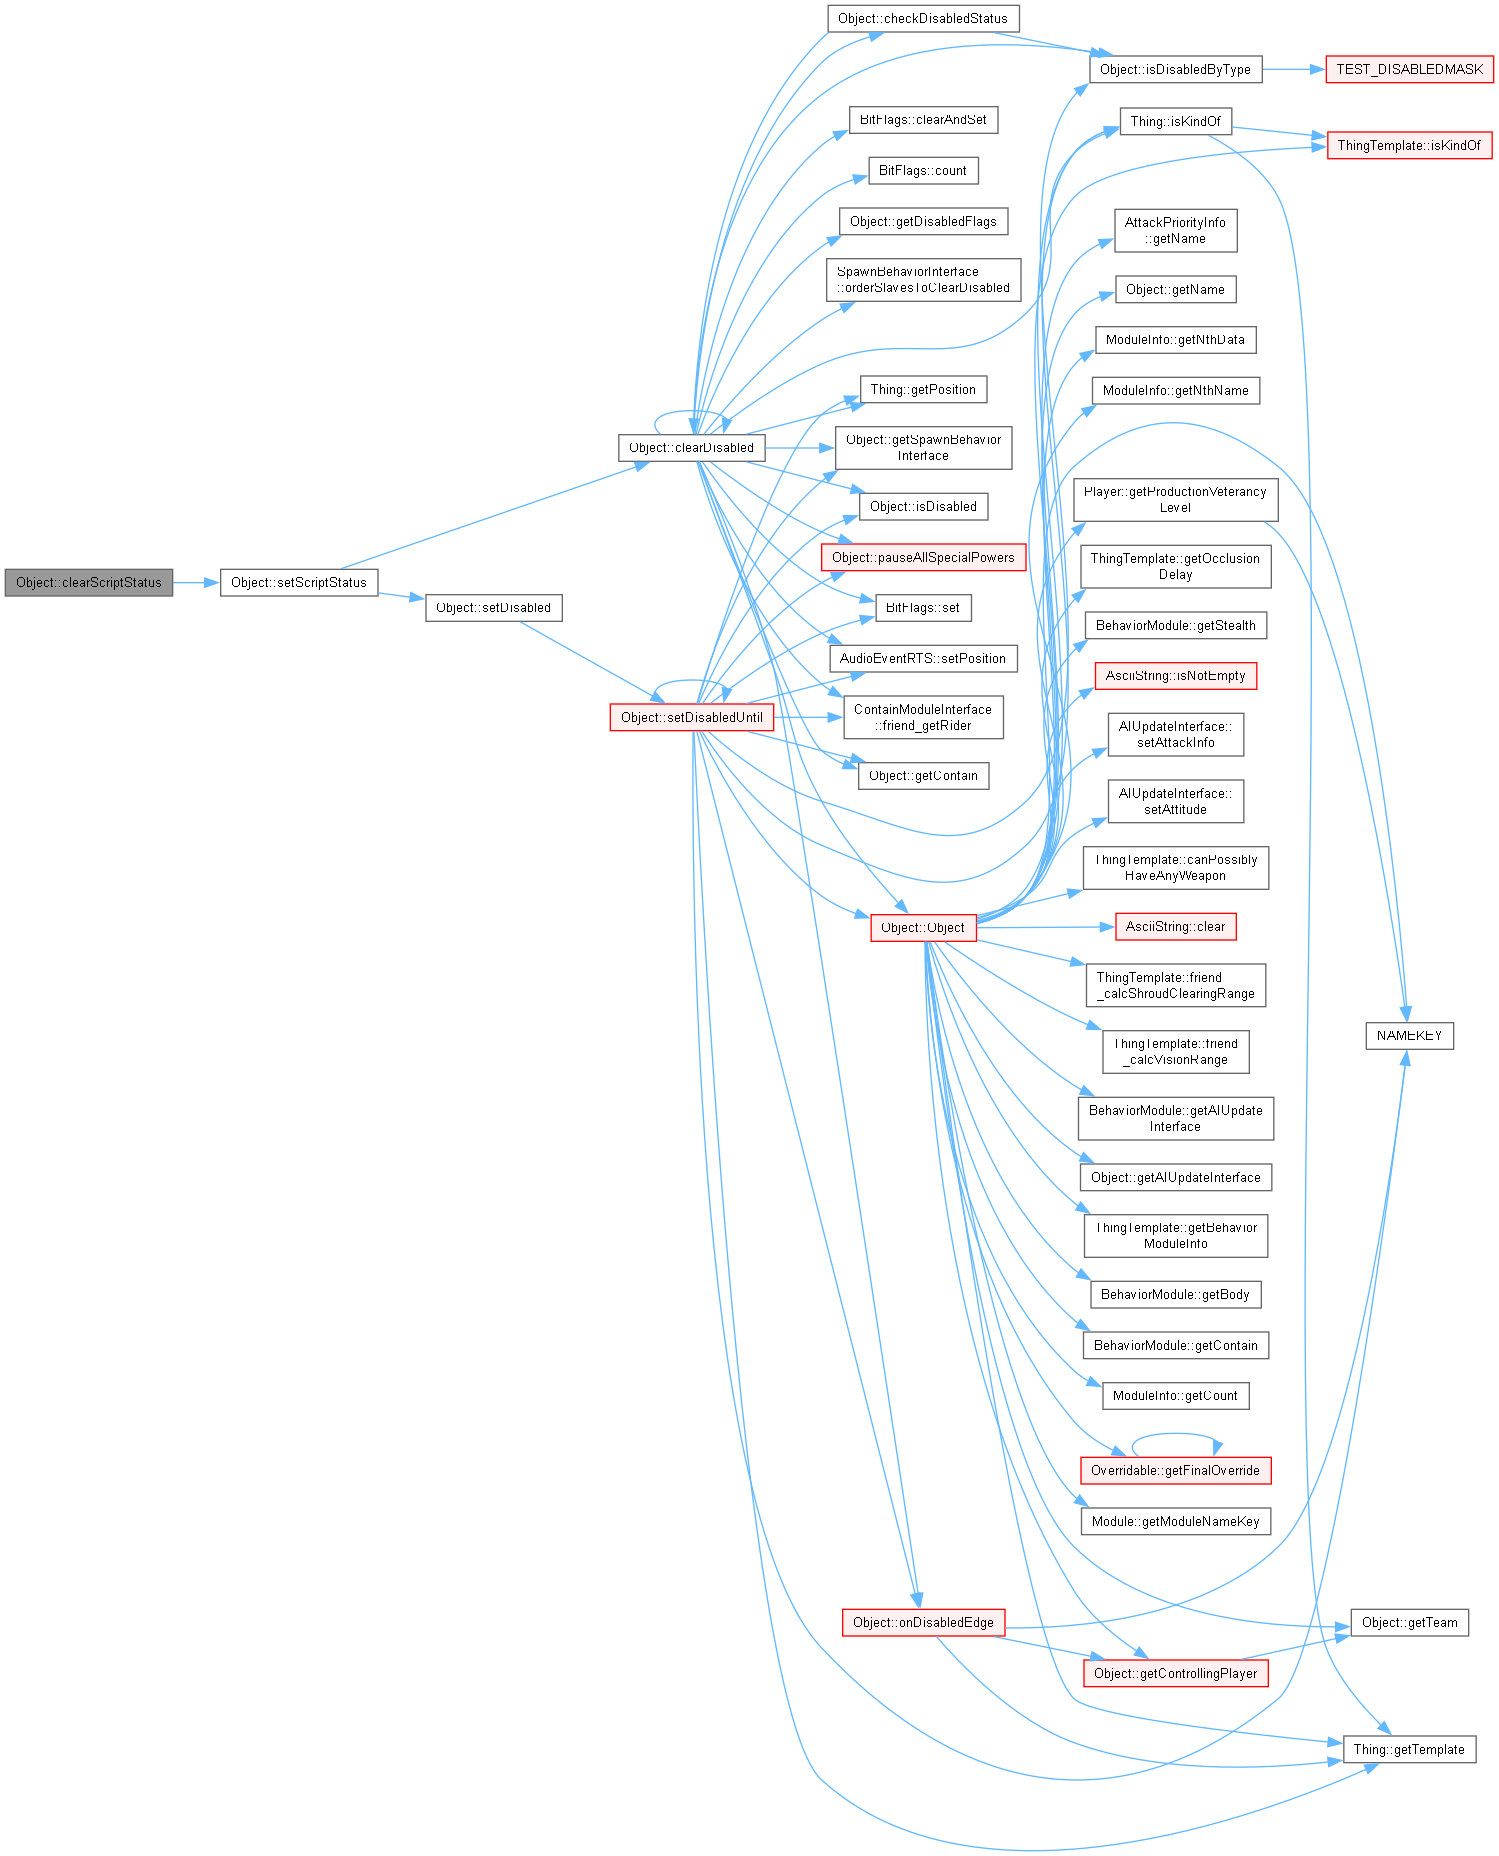 Object::clearScriptStatus
Object::setScriptStatus
Object::clearDisabled
Object::setDisabled
Object::setDisabledUntil
Object::checkDisabledStatus
BitFlags::clearAndSet
BitFlags::count
Object::getDisabledFlags
SpawnBehaviorInterface
::orderSlavesToClearDisabled
Thing::getPosition
Object::getSpawnBehavior
Interface
Object::isDisabled
Object::pauseAllSpecialPowers
BitFlags::set
AudioEventRTS::setPosition
ContainModuleInterface
::friend_getRider
Object::getContain
Object::Object
Object::onDisabledEdge
Object::isDisabledByType
Thing::isKindOf
AttackPriorityInfo
::getName
Object::getName
ModuleInfo::getNthData
ModuleInfo::getNthName
Player::getProductionVeterancy
Level
ThingTemplate::getOcclusion
Delay
BehaviorModule::getStealth
AsciiString::isNotEmpty
AIUpdateInterface::
setAttackInfo
AIUpdateInterface::
setAttitude
ThingTemplate::canPossibly
HaveAnyWeapon
AsciiString::clear
ThingTemplate::friend
_calcShroudClearingRange
ThingTemplate::friend
_calcVisionRange
BehaviorModule::getAIUpdate
Interface
Object::getAIUpdateInterface
ThingTemplate::getBehavior
ModuleInfo
BehaviorModule::getBody
BehaviorModule::getContain
ModuleInfo::getCount
Overridable::getFinalOverride
Module::getModuleNameKey
Object::getControllingPlayer
TEST_DISABLEDMASK
ThingTemplate::isKindOf
NAMEKEY
Object::getTeam
Thing::getTemplate